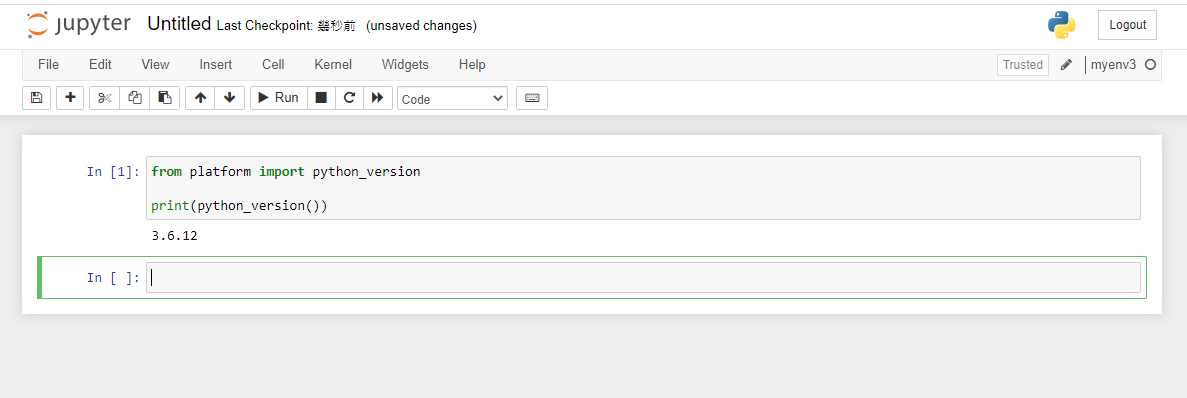 jupyter Untitled Last Checkpoint: 幾秒前 (unsaved changes) Logout
File Edit View Insert Cell Kernel Widgets Help Trusted myenv3
Run Code
In [1]: from platform import python_version
print(python_version())
3.6.12
In [ ]: